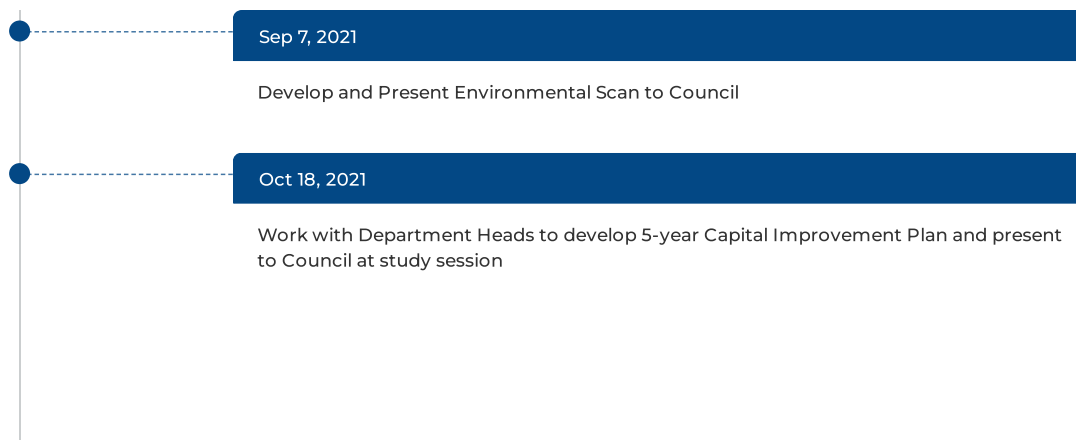 Sep 7, 2021
Develop and Present Environmental Scan to Council
Oct 18, 2021
Work with Department Heads to develop 5-year Capital Improvement Plan and present
to Council at study session